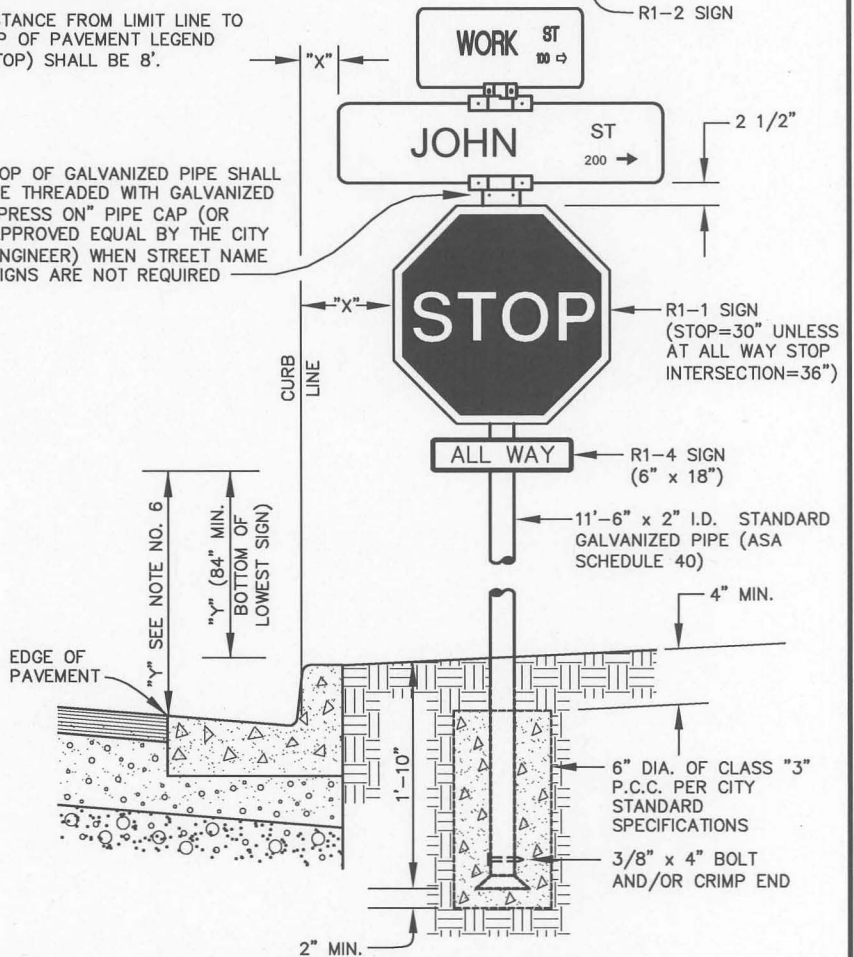 STANCE FROM LIMIT LINE TO
P OF PAVEMENT LEGEND
TOP) SHALL BE 8'.
"X"
R1-2 SIGN
WORK ST
100 ⇨
JOHN ST
200 →
2 1/2"
OP OF GALVANIZED PIPE SHALL
E THREADED WITH GALVANIZED
PRESS ON" PIPE CAP (OR
PPROVED EQUAL BY THE CITY
NGINEER) WHEN STREET NAME
IGNS ARE NOT REQUIRED
"X"
STOP
R1-1 SIGN
(STOP=30" UNLESS
AT ALL WAY STOP
INTERSECTION=36")
CURB
LINE
ALL WAY
R1-4 SIGN
(6" x 18")
"Y" SEE NOTE NO. 6
"Y" (84" MIN.
BOTTOM OF
LOWEST SIGN)
11'-6" x 2" I.D. STANDARD
GALVANIZED PIPE (ASA
SCHEDULE 40)
4" MIN.
EDGE OF
PAVEMENT
1'-10"
6" DIA. OF CLASS "3"
P.C.C. PER CITY
STANDARD
SPECIFICATIONS
3/8" x 4" BOLT
AND/OR CRIMP END
2" MIN.